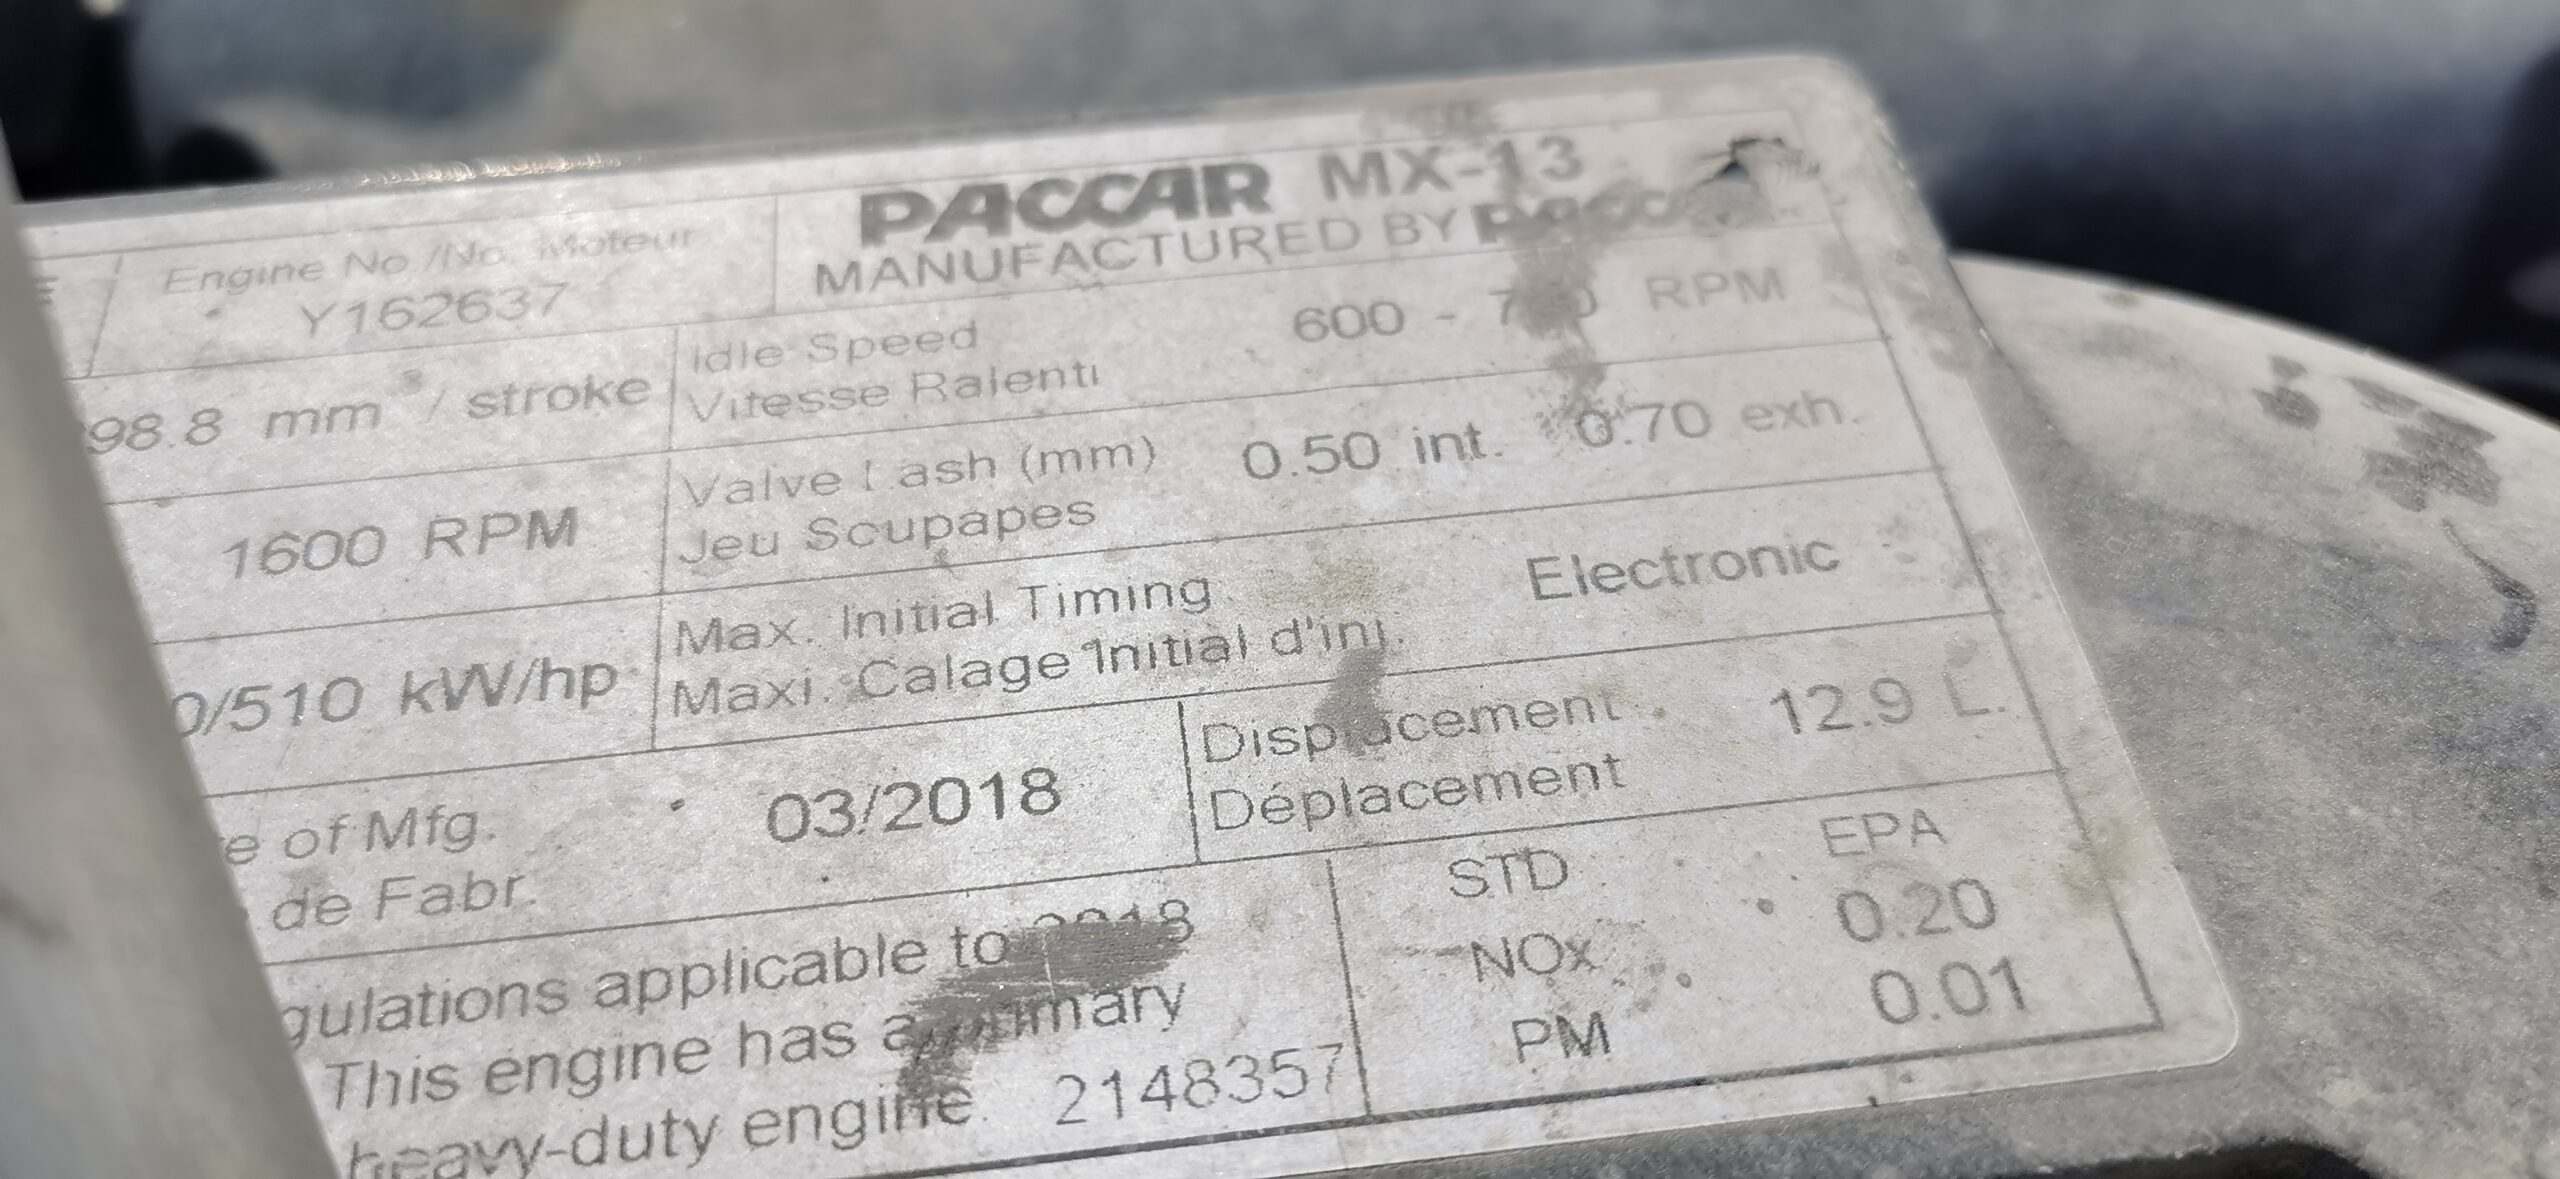 PACCAR MX-13
MANUFACTURED BY
Engine No./No. Moteur
Y162637
98.8 mm³ / stroke
Idle Speed
Vitesse Ralenti
600 - RPM
1600 RPM
Valve Lash (mm)
Jeu Scupapes
0.50 int. 0.70 exh.
0/510 kW/hp
Max. Initial Timing
Maxi. Calage Initial d'inj.
Electronic
e of Mfg.
de Fabr.
03/2018
Displacement
Déplacement
12.9 L.
gulations applicable to 2018
This engine has a primary
heavy-duty engine. 2148357
STD EPA
NOx 0.20
PM 0.01